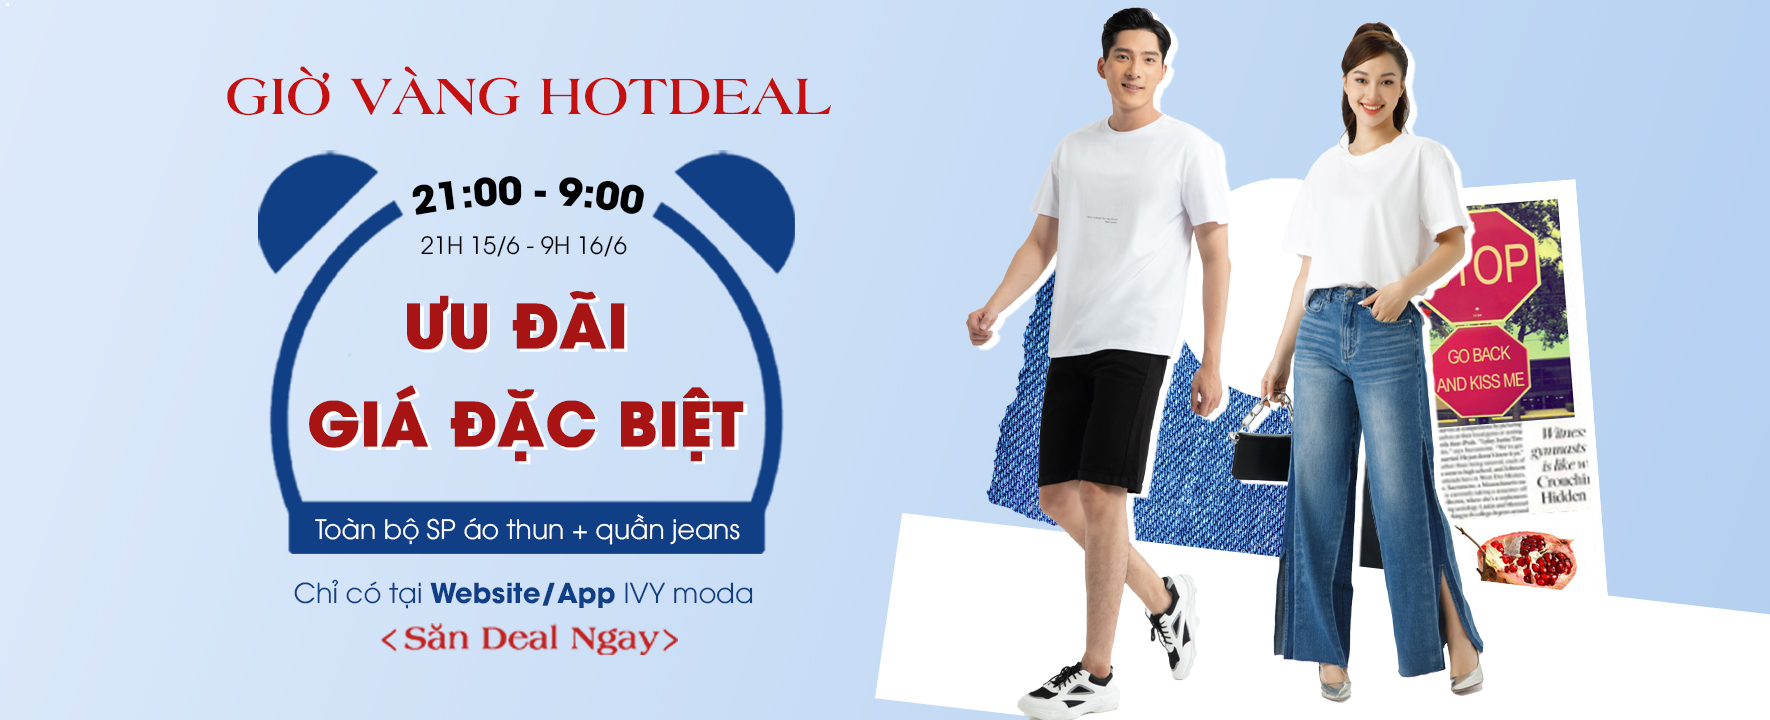 GIỜ VÀNG HOTDEAL
21:00 - 9:00
21H 15/6 - 9H 16/6
ƯU ĐÃI
GIÁ ĐẶC BIỆT
Toàn bộ SP áo thun + quần jeans
Chỉ có tại Website/App IVY moda
<Săn Deal Ngay>
TOP
GO BACK
AND KISS ME
Witness
gymnasts
is like w
Crouchin
Hidden